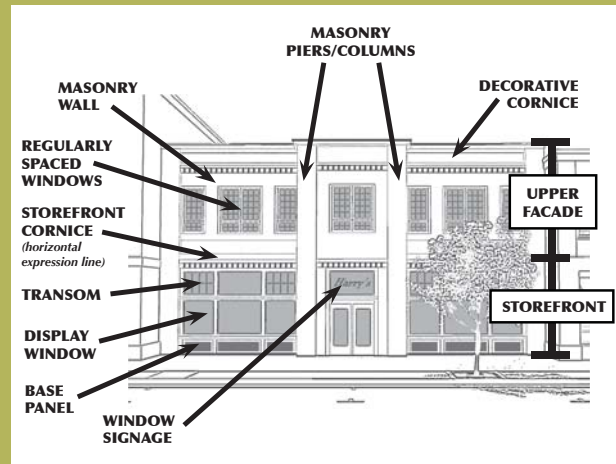 MASONRY
PIERS/COLUMNS
MASONRY
WALL
DECORATIVE
CORNICE
REGULARLY
SPACED
WINDOWS
UPPER
FACADE
STOREFRONT
CORNICE
(horizontal
expression line)
TRANSOM
Harry's
STOREFRONT
DISPLAY
WINDOW
BASE
PANEL
WINDOW
SIGNAGE